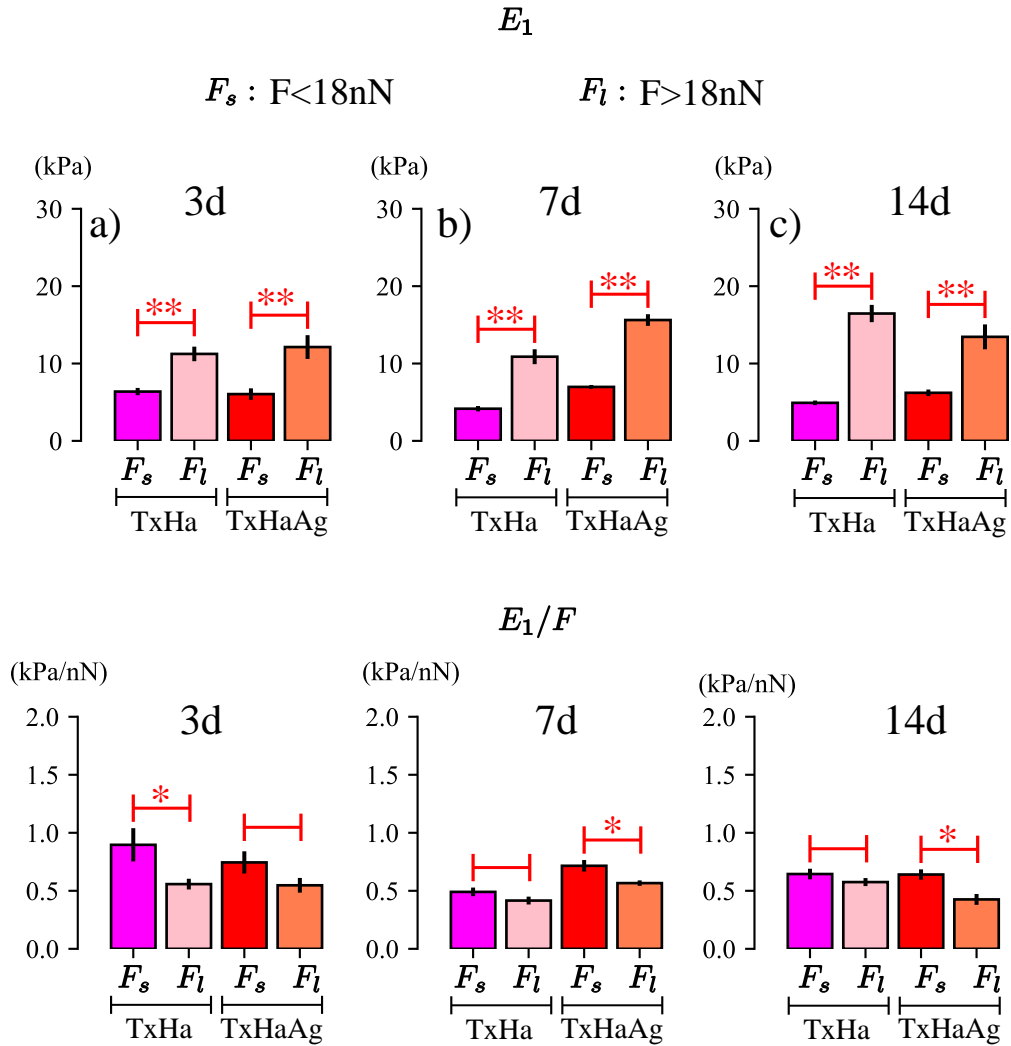 E₁
Fₛ : F<18nN Fₗ : F>18nN
(kPa) (kPa) (kPa)
3d 7d 14d
a) b) c)
30 30 30
** ** ** ** ** **
20 20 20
10 10 10
0 0 0
Fₛ Fₗ Fₛ Fₗ Fₛ Fₗ Fₛ Fₗ Fₛ Fₗ Fₛ Fₗ
TxHa TxHaAg TxHa TxHaAg TxHa TxHaAg
E₁/F
(kPa/nN) (kPa/nN) (kPa/nN)
3d 7d 14d
2.0 2.0 2.0
1.5 1.5 1.5
* * *
1.0 1.0 1.0
0.5 0.5 0.5
0.0 0.0 0.0
Fₛ Fₗ Fₛ Fₗ Fₛ Fₗ Fₛ Fₗ Fₛ Fₗ Fₛ Fₗ
TxHa TxHaAg TxHa TxHaAg TxHa TxHaAg